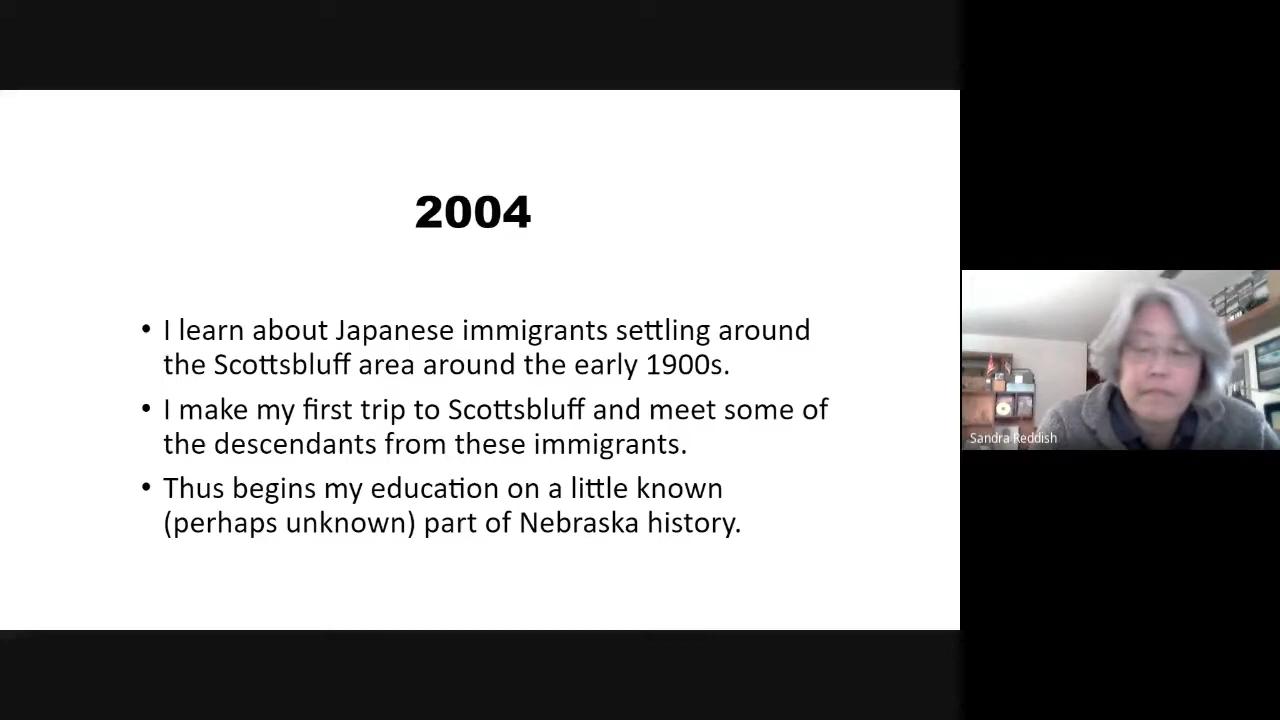 2004
• I learn about Japanese immigrants settling around
the Scottsbluff area around the early 1900s.
• I make my first trip to Scottsbluff and meet some of
the descendants from these immigrants.
• Thus begins my education on a little known
(perhaps unknown) part of Nebraska history.
Sandra Reddish